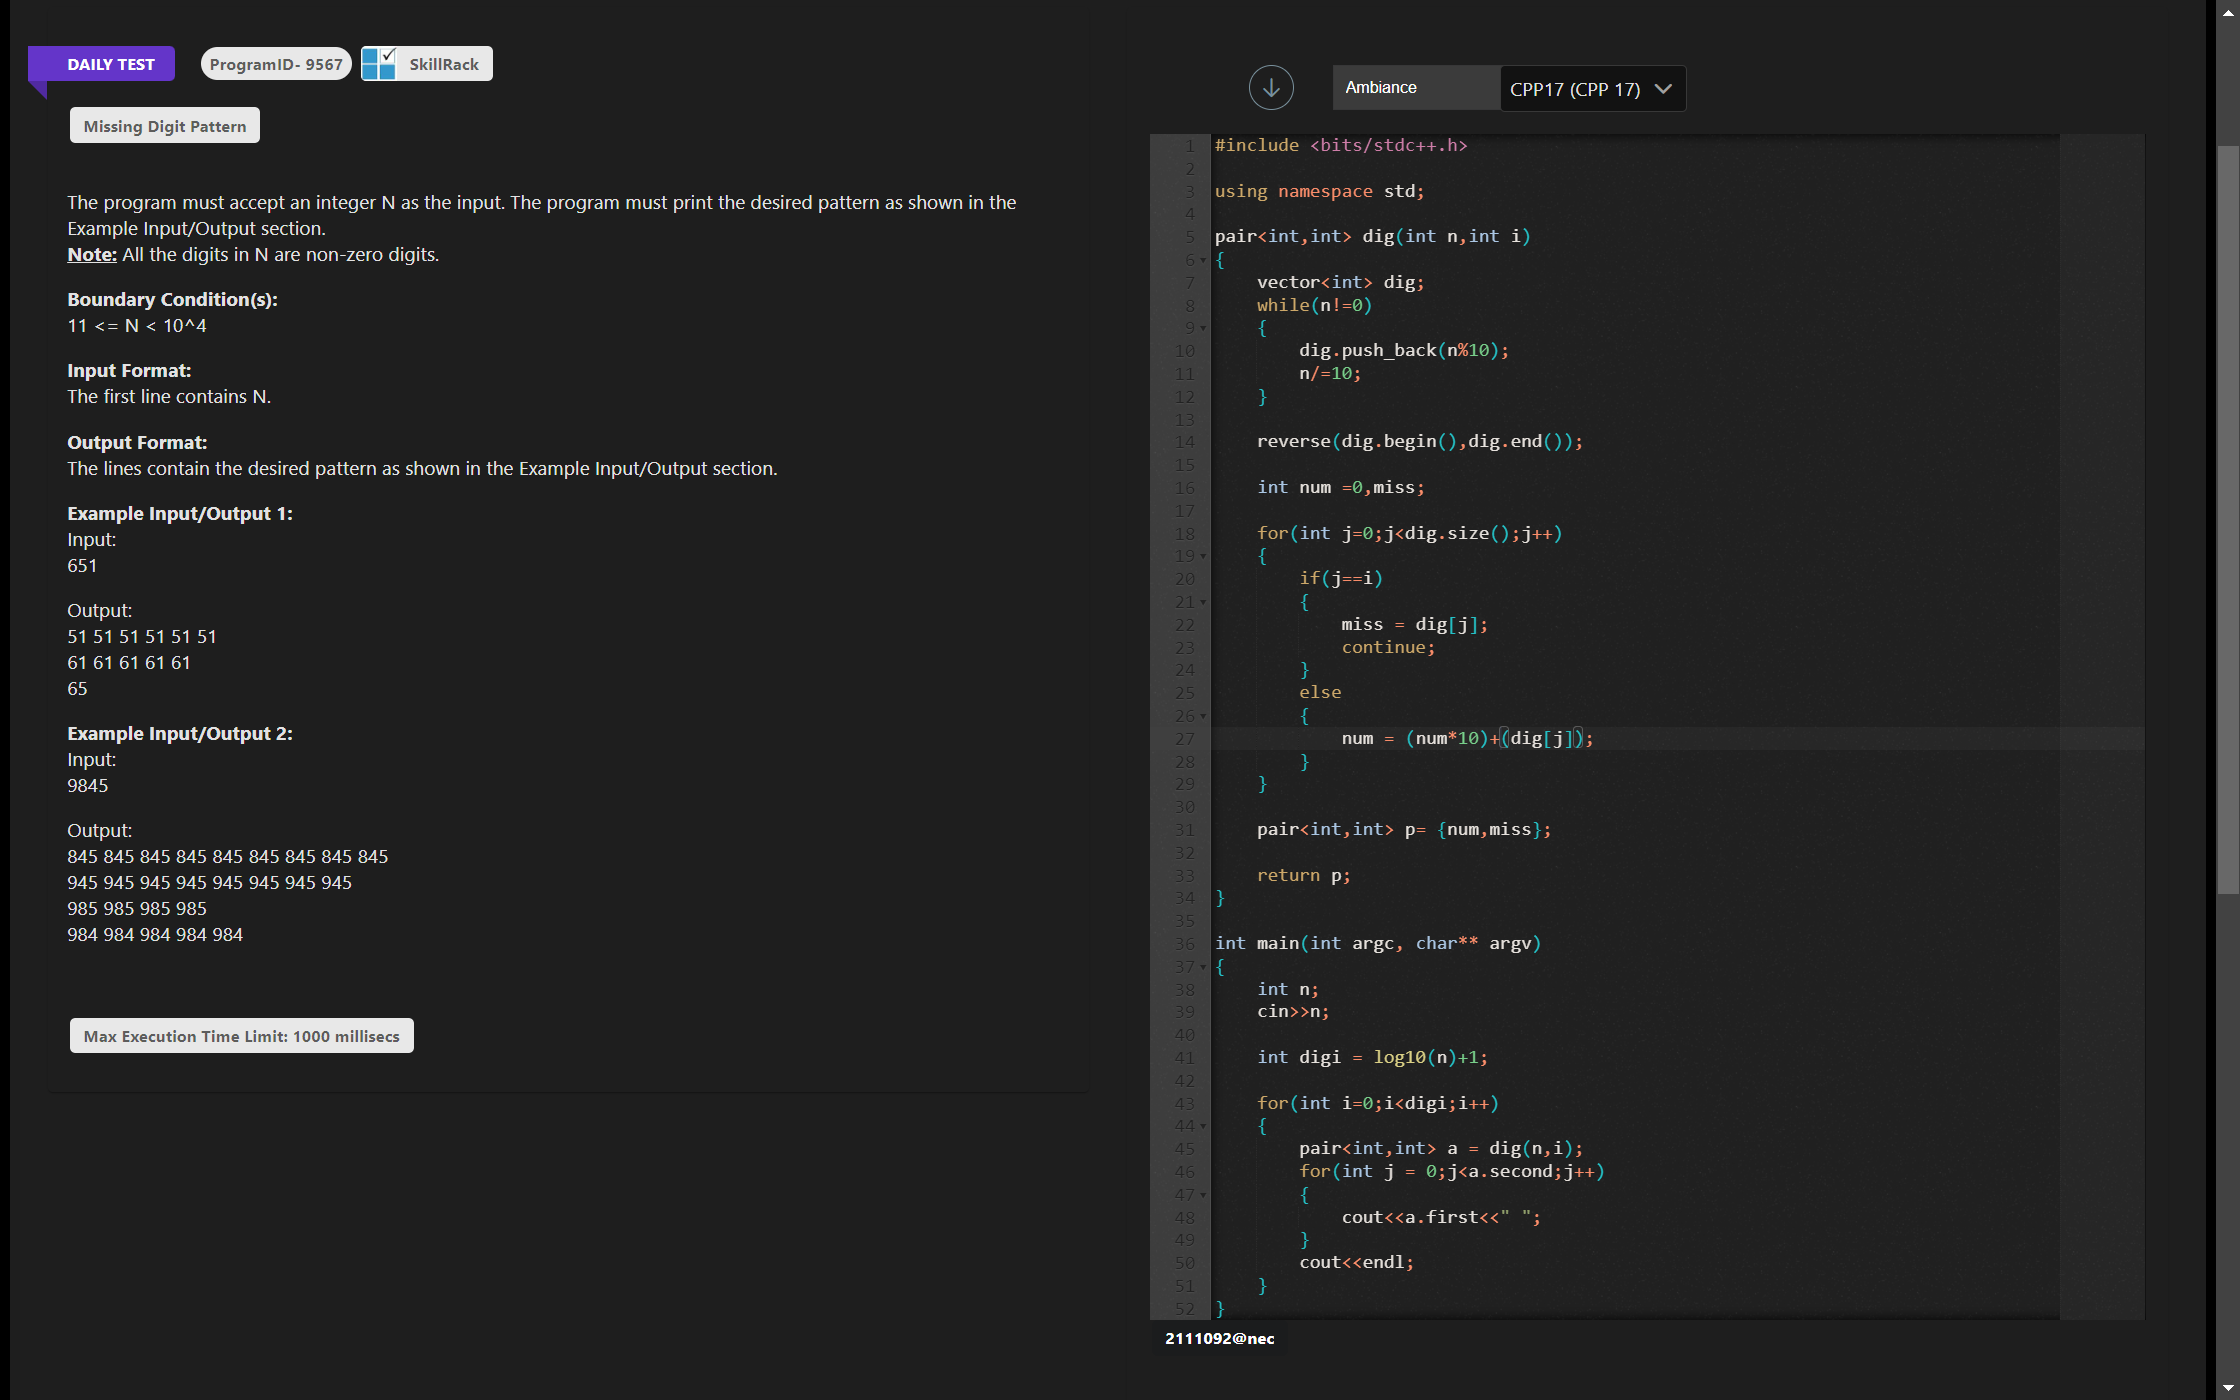 DAILY TEST
ProgramID- 9567
SkillRack
Missing Digit Pattern
The program must accept an integer N as the input. The program must print the desired pattern as shown in the
Example Input/Output section.
Note: All the digits in N are non-zero digits.
Boundary Condition(s):
11 <= N < 10^4
Input Format:
The first line contains N.
Output Format:
The lines contain the desired pattern as shown in the Example Input/Output section.
Example Input/Output 1:
Input:
651
Output:
51 51 51 51 51 51
61 61 61 61 61
65
Example Input/Output 2:
Input:
9845
Output:
845 845 845 845 845 845 845 845 845
945 945 945 945 945 945 945 945
985 985 985 985
984 984 984 984 984
Max Execution Time Limit: 1000 millisecs
Ambiance
CPP17 (CPP 17)
1 #include <bits/stdc++.h>
2
3 using namespace std;
4
5 pair<int,int> dig(int n,int i)
6 {
7 vector<int> dig;
8 while(n!=0)
9 {
10 dig.push_back(n%10);
11 n/=10;
12 }
13
14 reverse(dig.begin(),dig.end());
15
16 int num =0,miss;
17
18 for(int j=0;j<dig.size();j++)
19 {
20 if(j==i)
21 {
22 miss = dig[j];
23 continue;
24 }
25 else
26 {
27 num = (num*10)+(dig[j]);
28 }
29 }
30
31 pair<int,int> p= {num,miss};
32
33 return p;
34 }
35
36 int main(int argc, char** argv)
37 {
38 int n;
39 cin>>n;
40
41 int digi = log10(n)+1;
42
43 for(int i=0;i<digi;i++)
44 {
45 pair<int,int> a = dig(n,i);
46 for(int j = 0;j<a.second;j++)
47 {
48 cout<<a.first<<" ";
49 }
50 cout<<endl;
51 }
52 }
2111092@nec